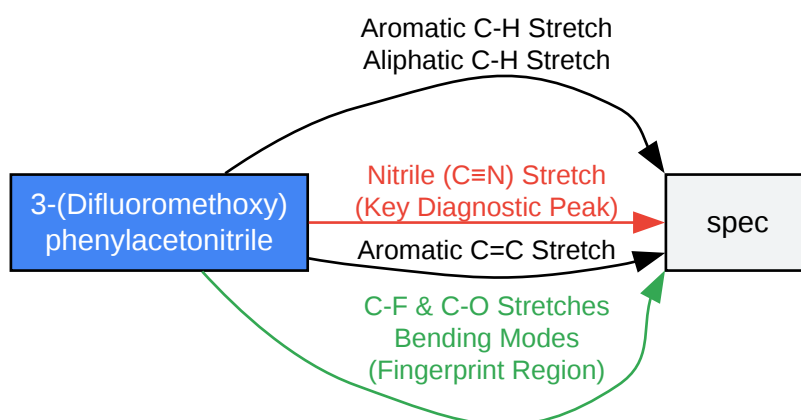 Aromatic C-H Stretch
Aliphatic C-H Stretch
Nitrile (C≡N) Stretch
(Key Diagnostic Peak)
3-(Difluoromethoxy)
phenylacetonitrile
spec
Aromatic C=C Stretch
C-F & C-O Stretches
Bending Modes
(Fingerprint Region)